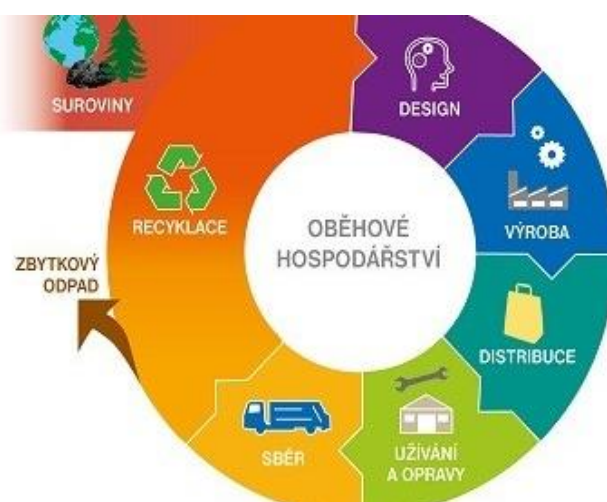 SUROVINY
DESIGN
VÝROBA
DISTRIBUCE
UŽÍVÁNÍ
A OPRAVY
SBĚR
RECYKLACE
ZBYTKOVÝ
ODPAD
OBĚHOVÉ
HOSPODÁŘSTVÍ